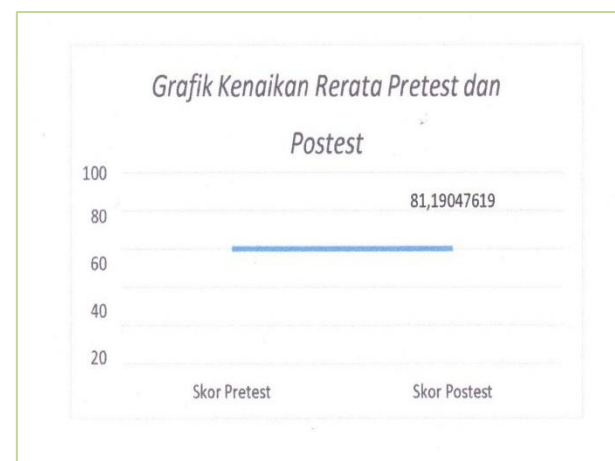 Grafik Kenaikan Rerata Pretest dan
Postest
100
81,19047619
80
60
40
20
Skor Pretest Skor Postest